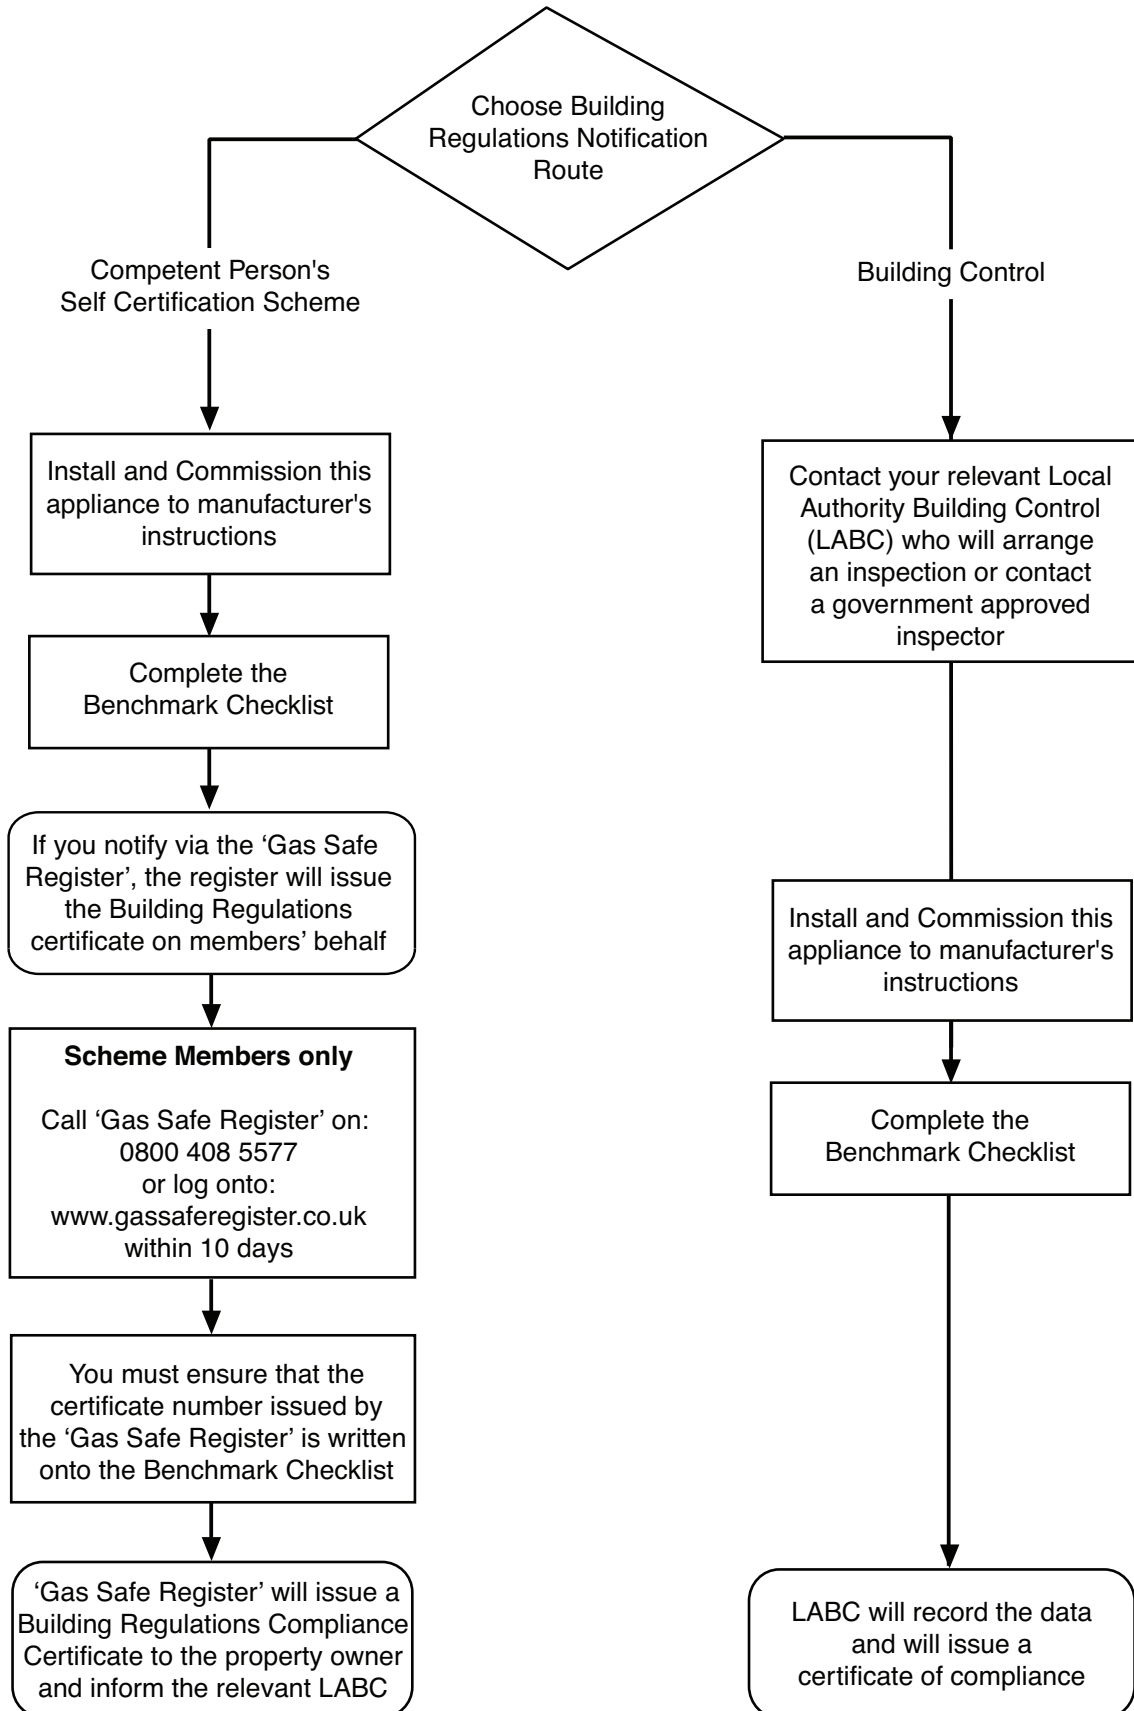 Choose Building
Regulations Notification
Route
Competent Person's
Self Certification Scheme
Building Control
Install and Commission this
appliance to manufacturer's
instructions
Complete the
Benchmark Checklist
If you notify via the ‘Gas Safe
Register’, the register will issue
the Building Regulations
certificate on members’ behalf
Scheme Members only
Call ‘Gas Safe Register’ on:
0800 408 5577
or log onto:
www.gassaferegister.co.uk
within 10 days
You must ensure that the
certificate number issued by
the ‘Gas Safe Register’ is written
onto the Benchmark Checklist
‘Gas Safe Register’ will issue a
Building Regulations Compliance
Certificate to the property owner
and inform the relevant LABC
Contact your relevant Local
Authority Building Control
(LABC) who will arrange
an inspection or contact
a government approved
inspector
Install and Commission this
appliance to manufacturer's
instructions
Complete the
Benchmark Checklist
LABC will record the data
and will issue a
certificate of compliance